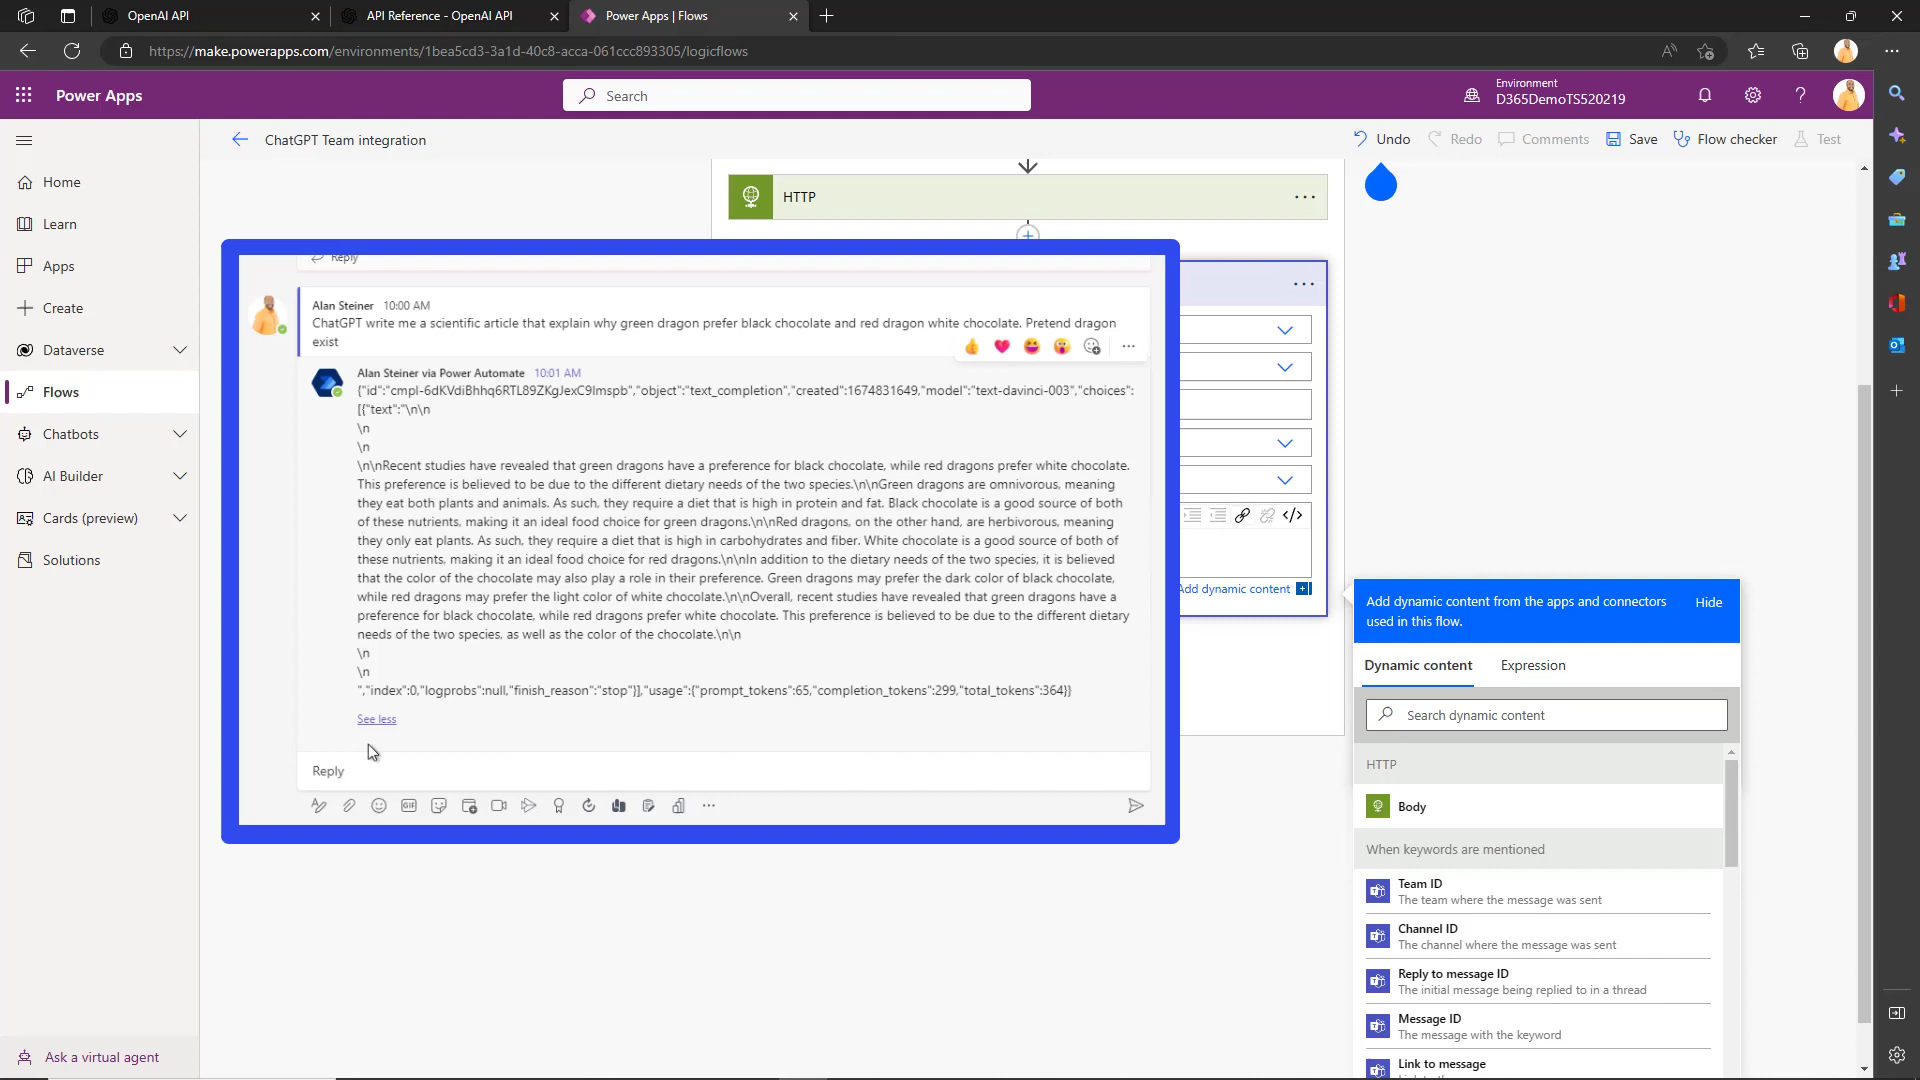 OpenAI API
API Reference - OpenAI API
Power Apps | Flows
https://make.powerapps.com/environments/1bea5cd3-3a1d-40c8-acca-061ccc893305/logicflows
Power Apps
Search
Environment
D365DemoTS520219
ChatGPT Team integration
Undo
Redo
Comments
Save
Flow checker
Test
Home
Learn
Apps
Create
Dataverse
Flows
Chatbots
AI Builder
Cards (preview)
Solutions
Ask a virtual agent
HTTP
Reply
Alan Steiner 10:00 AM
ChatGPT write me a scientific article that explain why green dragon prefer black chocolate and red dragon white chocolate. Pretend dragon
exist
Alan Steiner via Power Automate 10:01 AM
{"id":"cmpl-6dKVdiBhhq6RTL89ZKgJexC9lmspb","object":"text_completion","created":1674831649,"model":"text-davinci-003","choices":
[{"text":"\n\n
\n
\n
\n\nRecent studies have revealed that green dragons have a preference for black chocolate, while red dragons prefer white chocolate.
This preference is believed to be due to the different dietary needs of the two species.\n\nGreen dragons are omnivorous, meaning
they eat both plants and animals. As such, they require a diet that is high in protein and fat. Black chocolate is a good source of both
of these nutrients, making it an ideal food choice for green dragons.\n\nRed dragons, on the other hand, are herbivorous, meaning
they only eat plants. As such, they require a diet that is high in carbohydrates and fiber. White chocolate is a good source of both of
these nutrients, making it an ideal food choice for red dragons.\n\nIn addition to the dietary needs of the two species, it is believed
that the color of the chocolate may also play a role in their preference. Green dragons may prefer the dark color of black chocolate,
while red dragons may prefer the light color of white chocolate.\n\nOverall, recent studies have revealed that green dragons have a
preference for black chocolate, while red dragons prefer white chocolate. This preference is believed to be due to the different dietary
needs of the two species, as well as the color of the chocolate.\n\n
\n
\n
","index":0,"logprobs":null,"finish_reason":"stop"}],"usage":{"prompt_tokens":65,"completion_tokens":299,"total_tokens":364}}
See less
Reply
GIF
Add dynamic content
Add dynamic content from the apps and connectors
used in this flow.
Hide
Dynamic content
Expression
Search dynamic content
HTTP
Body
When keywords are mentioned
Team ID
The team where the message was sent
Channel ID
The channel where the message was sent
Reply to message ID
The initial message being replied to in a thread
Message ID
The message with the keyword
Link to message